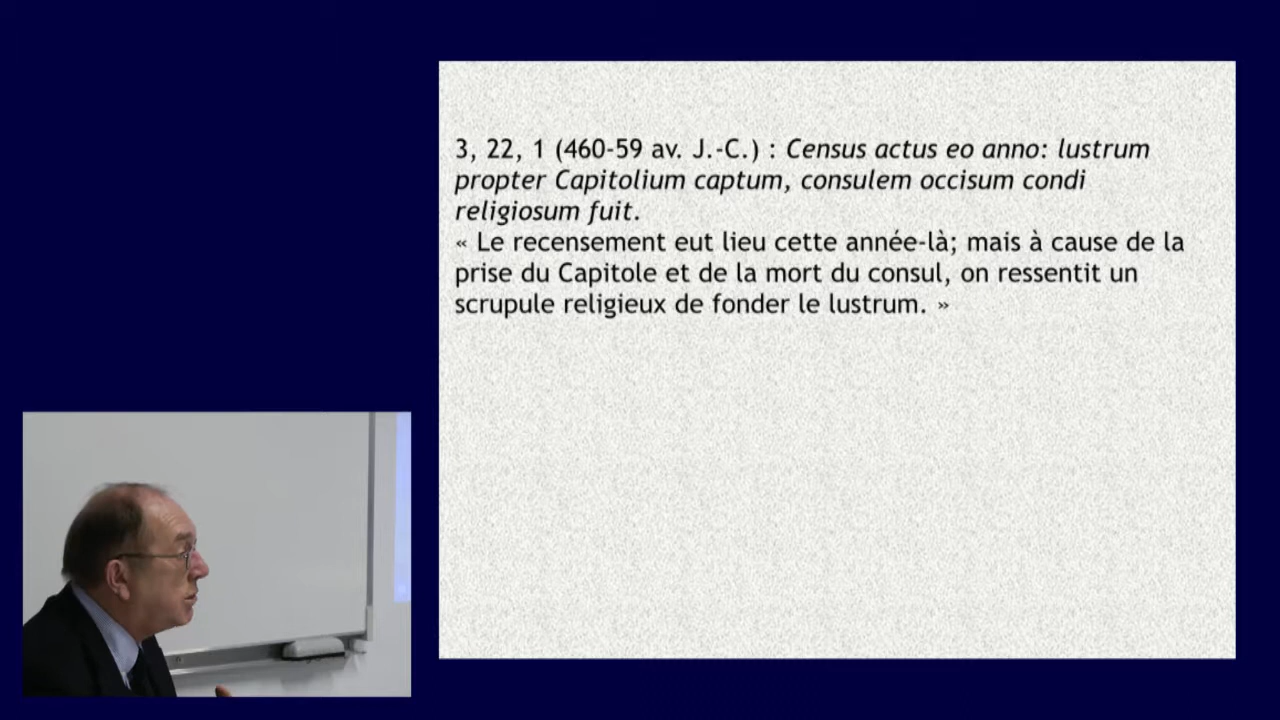 3, 22, 1 (460-59 av. J.-C.) : Census actus eo anno: lustrum
propter Capitolium captum, consulem occisum condi
religiosum fuit.
« Le recensement eut lieu cette année-là; mais à cause de la
prise du Capitole et de la mort du consul, on ressentit un
scrupule religieux de fonder le lustrum. »